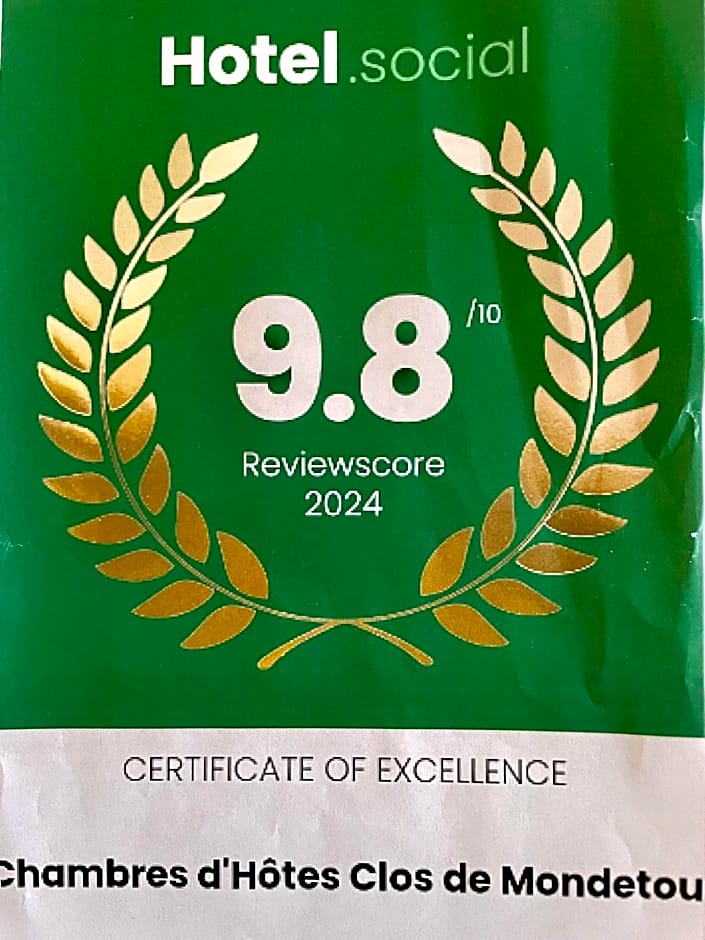 Hotel.social
9.8 /10
Reviewscore
2024
CERTIFICATE OF EXCELLENCE
Chambres d'Hôtes Clos de Mondetou